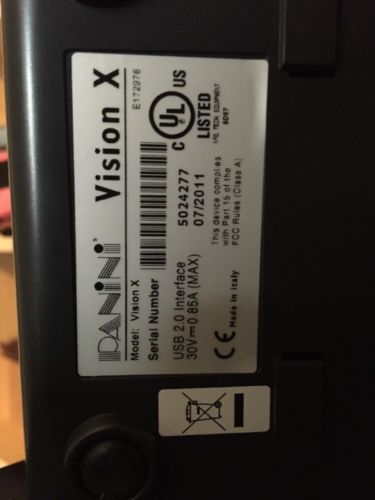 PANINI
Vision X
E172976
Model: Vision X
Serial Number
5024277
07/2011
C UL US
LISTED
INFO. TECH. EQUIPMENT
8D67
USB 2.0 Interface
30V⎓0.85A (MAX)
This device complies
with Part 15 of the
FCC Rules (Class A)
CE Made in Italy